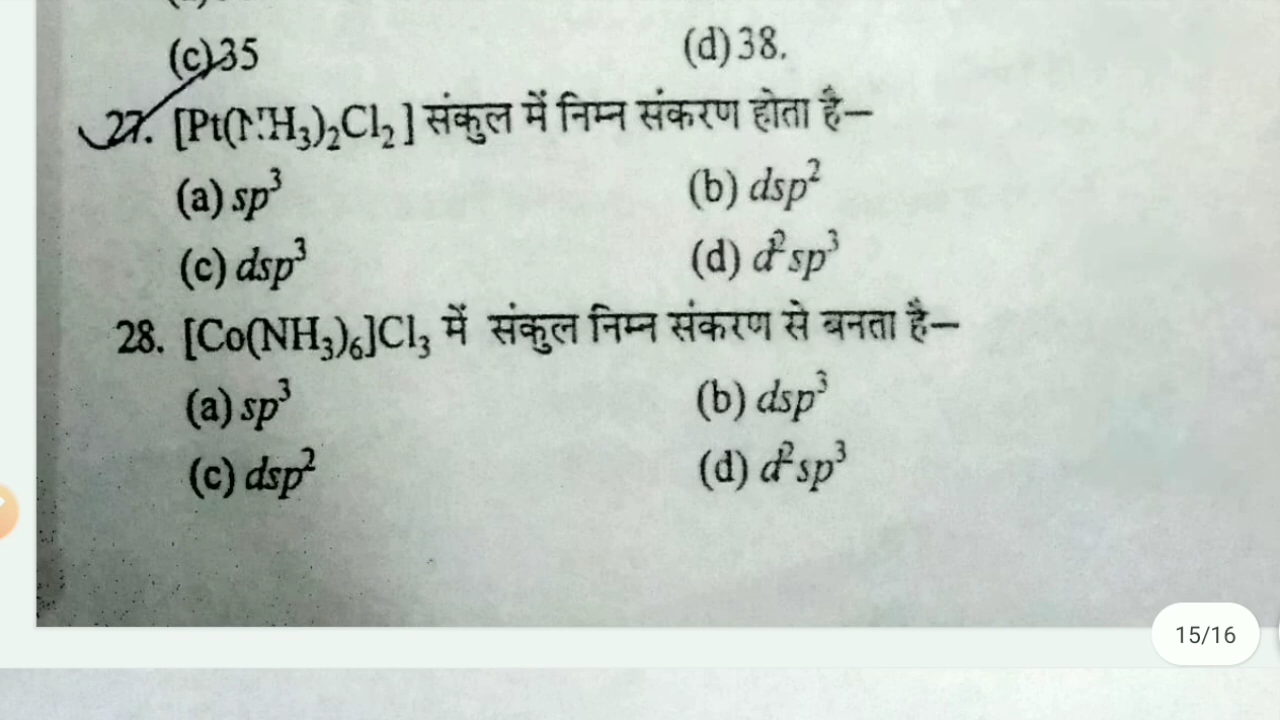 (c) 35 (d) 38.
27. [Pt(NH₃)₂Cl₂] संकुल में निम्न संकरण होता है—
(a) sp³ (b) dsp²
(c) dsp³ (d) d²sp³
28. [Co(NH₃)₆]Cl₃ में संकुल निम्न संकरण से बनता है—
(a) sp³ (b) dsp³
(c) dsp² (d) d²sp³
15/16